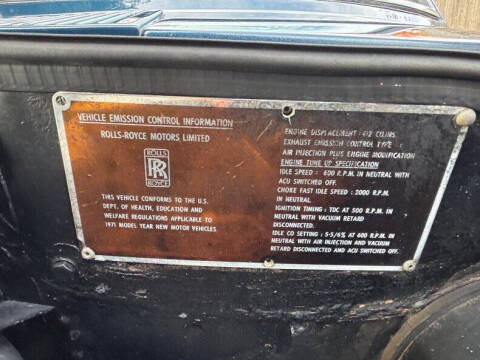 VEHICLE EMISSION CONTROL INFORMATION
ROLLS-ROYCE MOTORS LIMITED
ROLLS
RR
ROYCE
THIS VEHICLE CONFORMS TO THE U.S.
DEPT. OF HEALTH, EDUCATION AND
WELFARE REGULATIONS APPLICABLE TO
1971 MODEL YEAR NEW MOTOR VEHICLES
ENGINE DISPLACEMENT : 412 CU.INS.
EXHAUST EMISSION CONTROL TYPE :
AIR INJECTION PLUS ENGINE MODIFICATION
ENGINE TUNE UP SPECIFICATION
IDLE SPEED : 600 R.P.M. IN NEUTRAL WITH
ACU SWITCHED OFF.
CHOKE FAST IDLE SPEED : 2000 R.P.M.
IN NEUTRAL.
IGNITION TIMING : TDC AT 500 R.P.M. IN
NEUTRAL WITH VACUUM RETARD
DISCONNECTED.
IDLE CO SETTING : 5-5/6% AT 600 R.P.M. IN
NEUTRAL WITH AIR INJECTION AND VACUUM
RETARD DISCONNECTED AND ACU SWITCHED OFF.